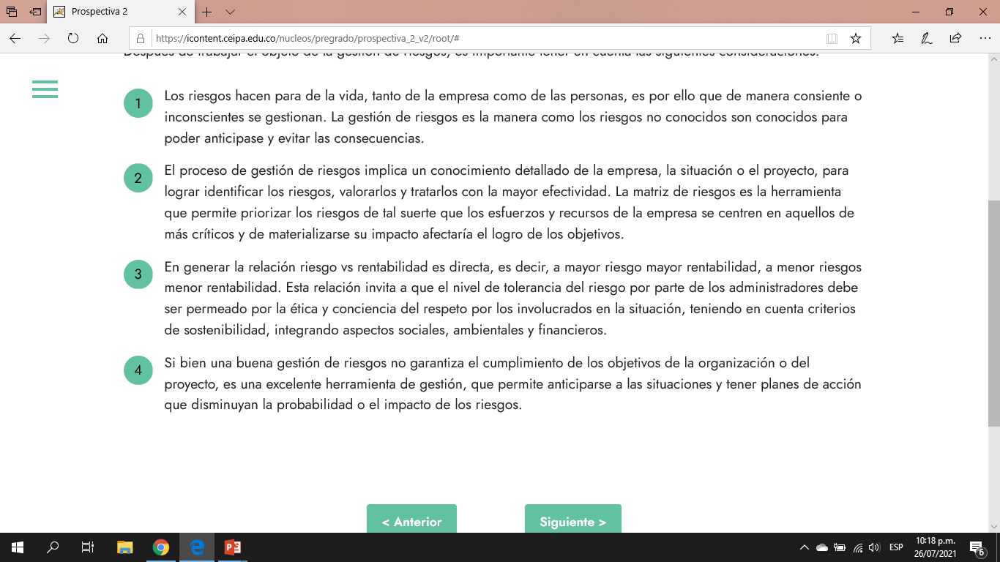 Prospectiva 2
https://icontent.ceipa.edu.co/nucleos/pregrado/prospectiva_2_v2/root/#
Después de trabajar el objeto de la gestión de riesgos, es importante tener en cuenta las siguientes consideraciones:
1
Los riesgos hacen para de la vida, tanto de la empresa como de las personas, es por ello que de manera consiente o
inconscientes se gestionan. La gestión de riesgos es la manera como los riesgos no conocidos son conocidos para
poder anticipase y evitar las consecuencias.
2
El proceso de gestión de riesgos implica un conocimiento detallado de la empresa, la situación o el proyecto, para
lograr identificar los riesgos, valorarlos y tratarlos con la mayor efectividad. La matriz de riesgos es la herramienta
que permite priorizar los riesgos de tal suerte que los esfuerzos y recursos de la empresa se centren en aquellos de
más críticos y de materializarse su impacto afectaría el logro de los objetivos.
3
En generar la relación riesgo vs rentabilidad es directa, es decir, a mayor riesgo mayor rentabilidad, a menor riesgos
menor rentabilidad. Esta relación invita a que el nivel de tolerancia del riesgo por parte de los administradores debe
ser permeado por la ética y conciencia del respeto por los involucrados en la situación, teniendo en cuenta criterios
de sostenibilidad, integrando aspectos sociales, ambientales y financieros.
4
Si bien una buena gestión de riesgos no garantiza el cumplimiento de los objetivos de la organización o del
proyecto, es una excelente herramienta de gestión, que permite anticiparse a las situaciones y tener planes de acción
que disminuyan la probabilidad o el impacto de los riesgos.
< Anterior
Siguiente >
ESP
10:18 p.m.
26/07/2021
6